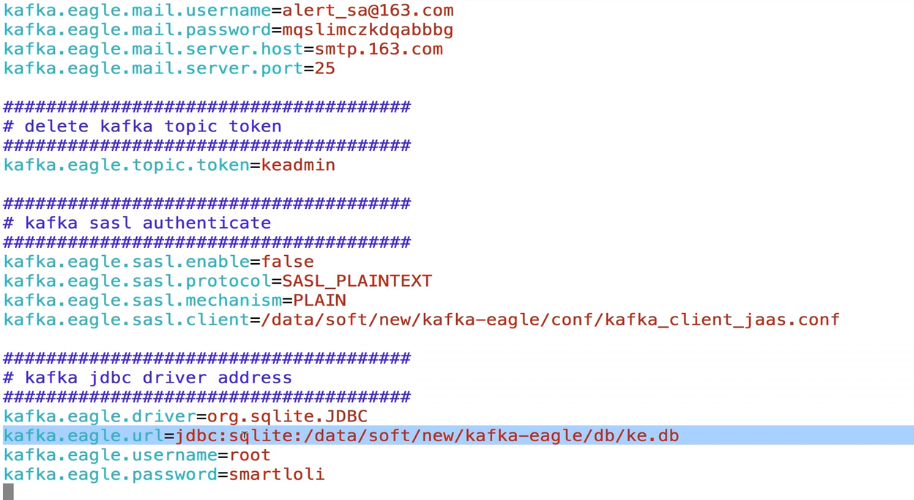 kafka.eagle.mail.username=alert_sa@163.com
kafka.eagle.mail.password=mqslimczkdqabbbg
kafka.eagle.mail.server.host=smtp.163.com
kafka.eagle.mail.server.port=25
######################################
# delete kafka topic token
######################################
kafka.eagle.topic.token=keadmin
######################################
# kafka sasl authenticate
######################################
kafka.eagle.sasl.enable=false
kafka.eagle.sasl.protocol=SASL_PLAINTEXT
kafka.eagle.sasl.mechanism=PLAIN
kafka.eagle.sasl.client=/data/soft/new/kafka-eagle/conf/kafka_client_jaas.conf
######################################
# kafka jdbc driver address
######################################
kafka.eagle.driver=org.sqlite.JDBC
kafka.eagle.url=jdbc:sqlite:/data/soft/new/kafka-eagle/db/ke.db
kafka.eagle.username=root
kafka.eagle.password=smartloli